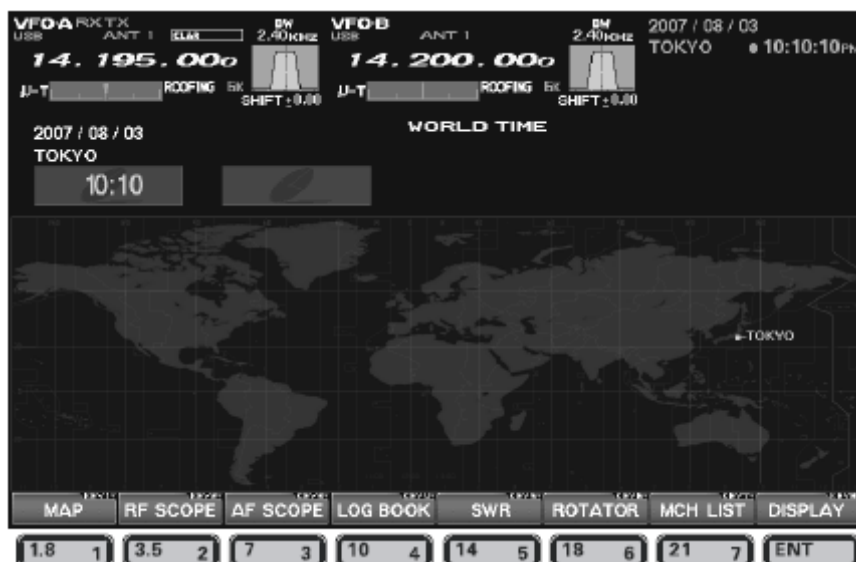 VFO-A RX TX
USB ANT 1 CLAR
BW
2.40KHZ
14. 195. 00o
μ-T ROOFING 6K
SHIFT±0.00
VFO-B
USB ANT 1
BW
2.40KHZ
14. 200. 00o
μ-T ROOFING 6K
SHIFT±0.00
2007 / 08 / 03
TOKYO 10:10:10PM
WORLD TIME
2007 / 08 / 03
TOKYO
10:10
TOKYO
MAP RF SCOPE AF SCOPE LOG BOOK SWR ROTATOR MCH LIST DISPLAY
1.8 1 3.5 2 7 3 10 4 14 5 18 6 21 7 ENT